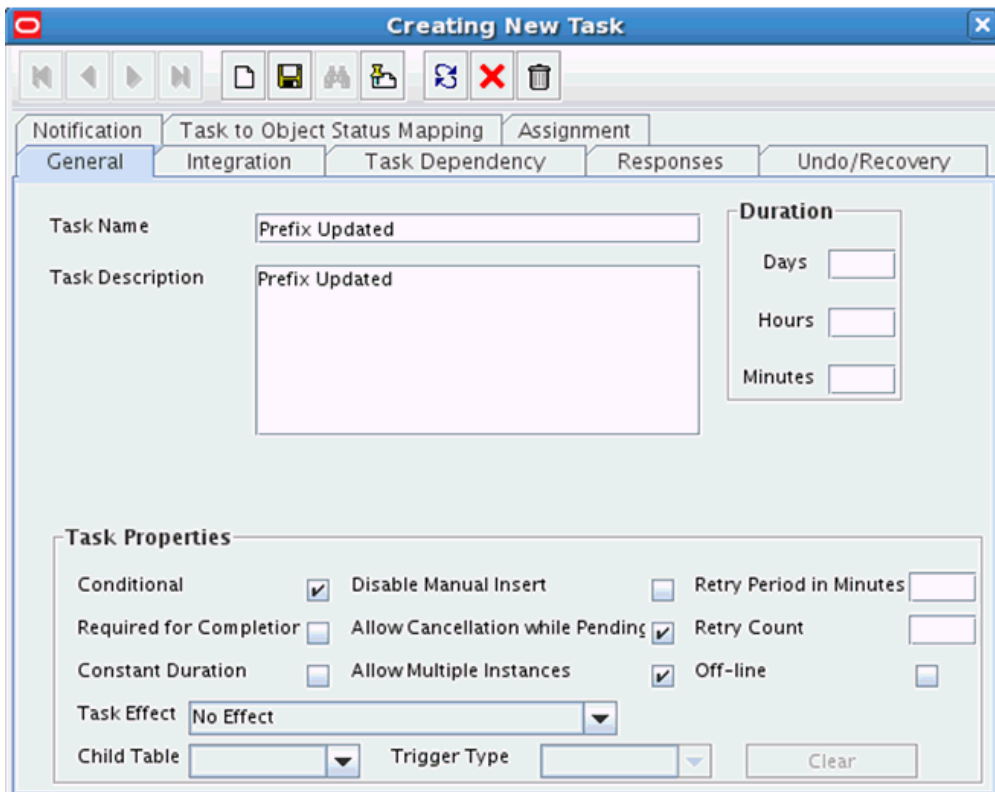 Creating New Task
Notification Task to Object Status Mapping Assignment
General Integration Task Dependency Responses Undo/Recovery
Task Name Prefix Updated
Task Description Prefix Updated
Duration
Days
Hours
Minutes
Task Properties
Conditional Disable Manual Insert Retry Period in Minutes
Required for Completion Allow Cancellation while Pending Retry Count
Constant Duration Allow Multiple Instances Off-line
Task Effect No Effect
Child Table Trigger Type Clear